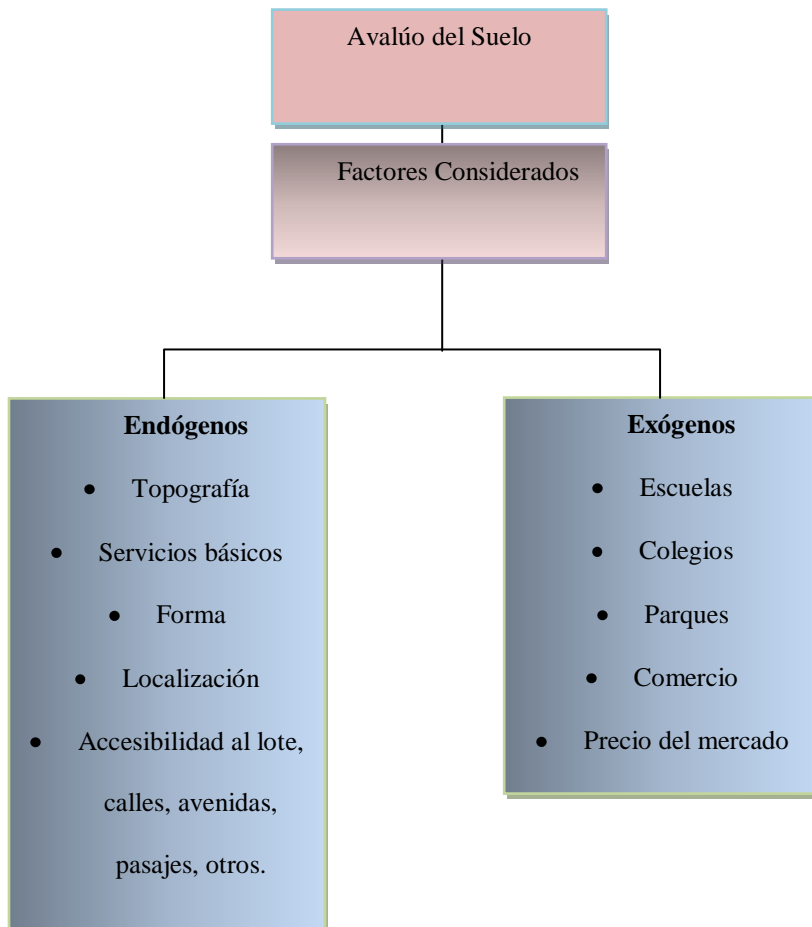 Avalúo del Suelo
Factores Considerados
Endógenos
• Topografía
• Servicios básicos
• Forma
• Localización
• Accesibilidad al lote,
calles, avenidas,
pasajes, otros.
Exógenos
• Escuelas
• Colegios
• Parques
• Comercio
• Precio del mercado